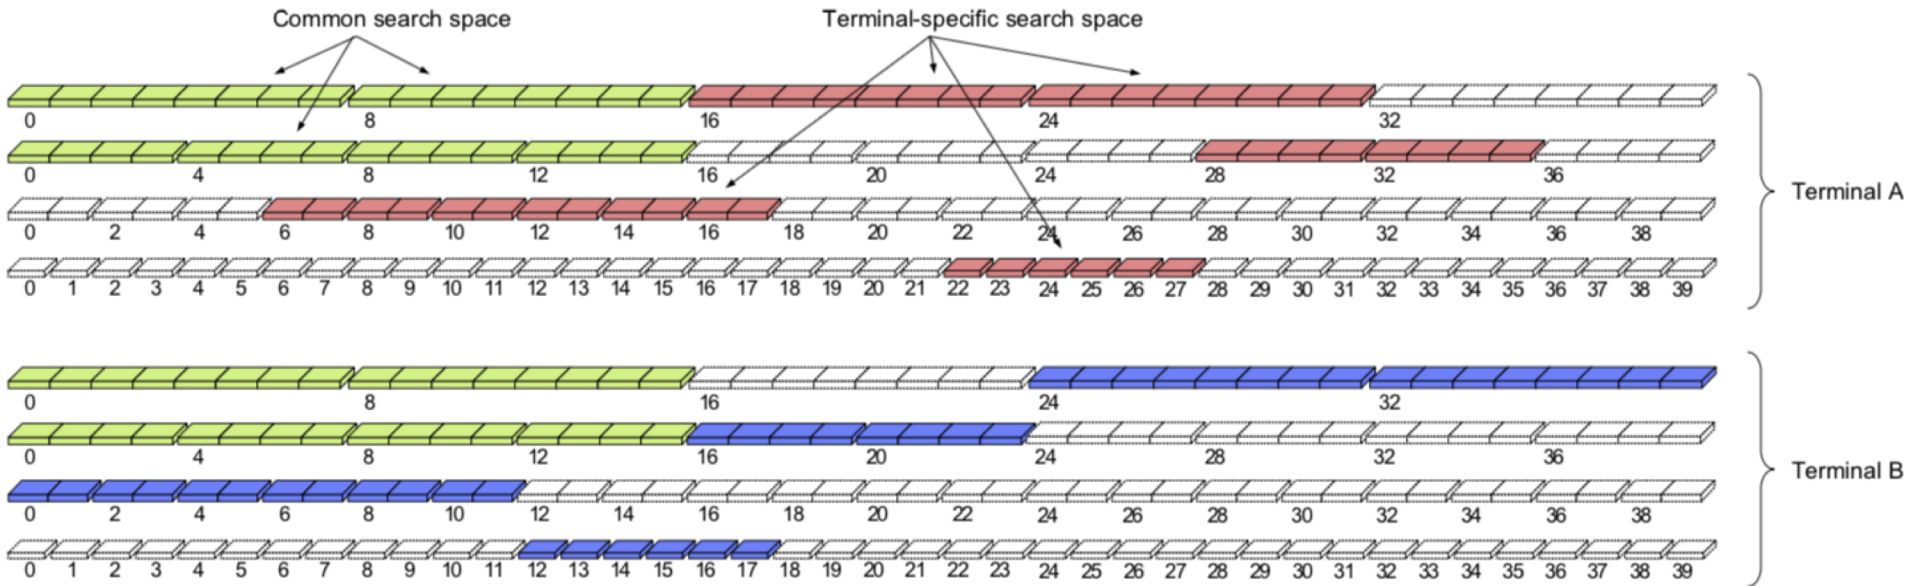 Common search space Terminal-specific search space
0 8 16 24 32
0 4 8 12 16 20 24 28 32 36
Terminal A
0 2 4 6 8 10 12 14 16 18 20 22 24 26 28 30 32 34 36 38
0 1 2 3 4 5 6 7 8 9 10 11 12 13 14 15 16 17 18 19 20 21 22 23 24 25 26 27 28 29 30 31 32 33 34 35 36 37 38 39
0 8 16 24 32
0 4 8 12 16 20 24 28 32 36
Terminal B
0 2 4 6 8 10 12 14 16 18 20 22 24 26 28 30 32 34 36 38
0 1 2 3 4 5 6 7 8 9 10 11 12 13 14 15 16 17 18 19 20 21 22 23 24 25 26 27 28 29 30 31 32 33 34 35 36 37 38 39